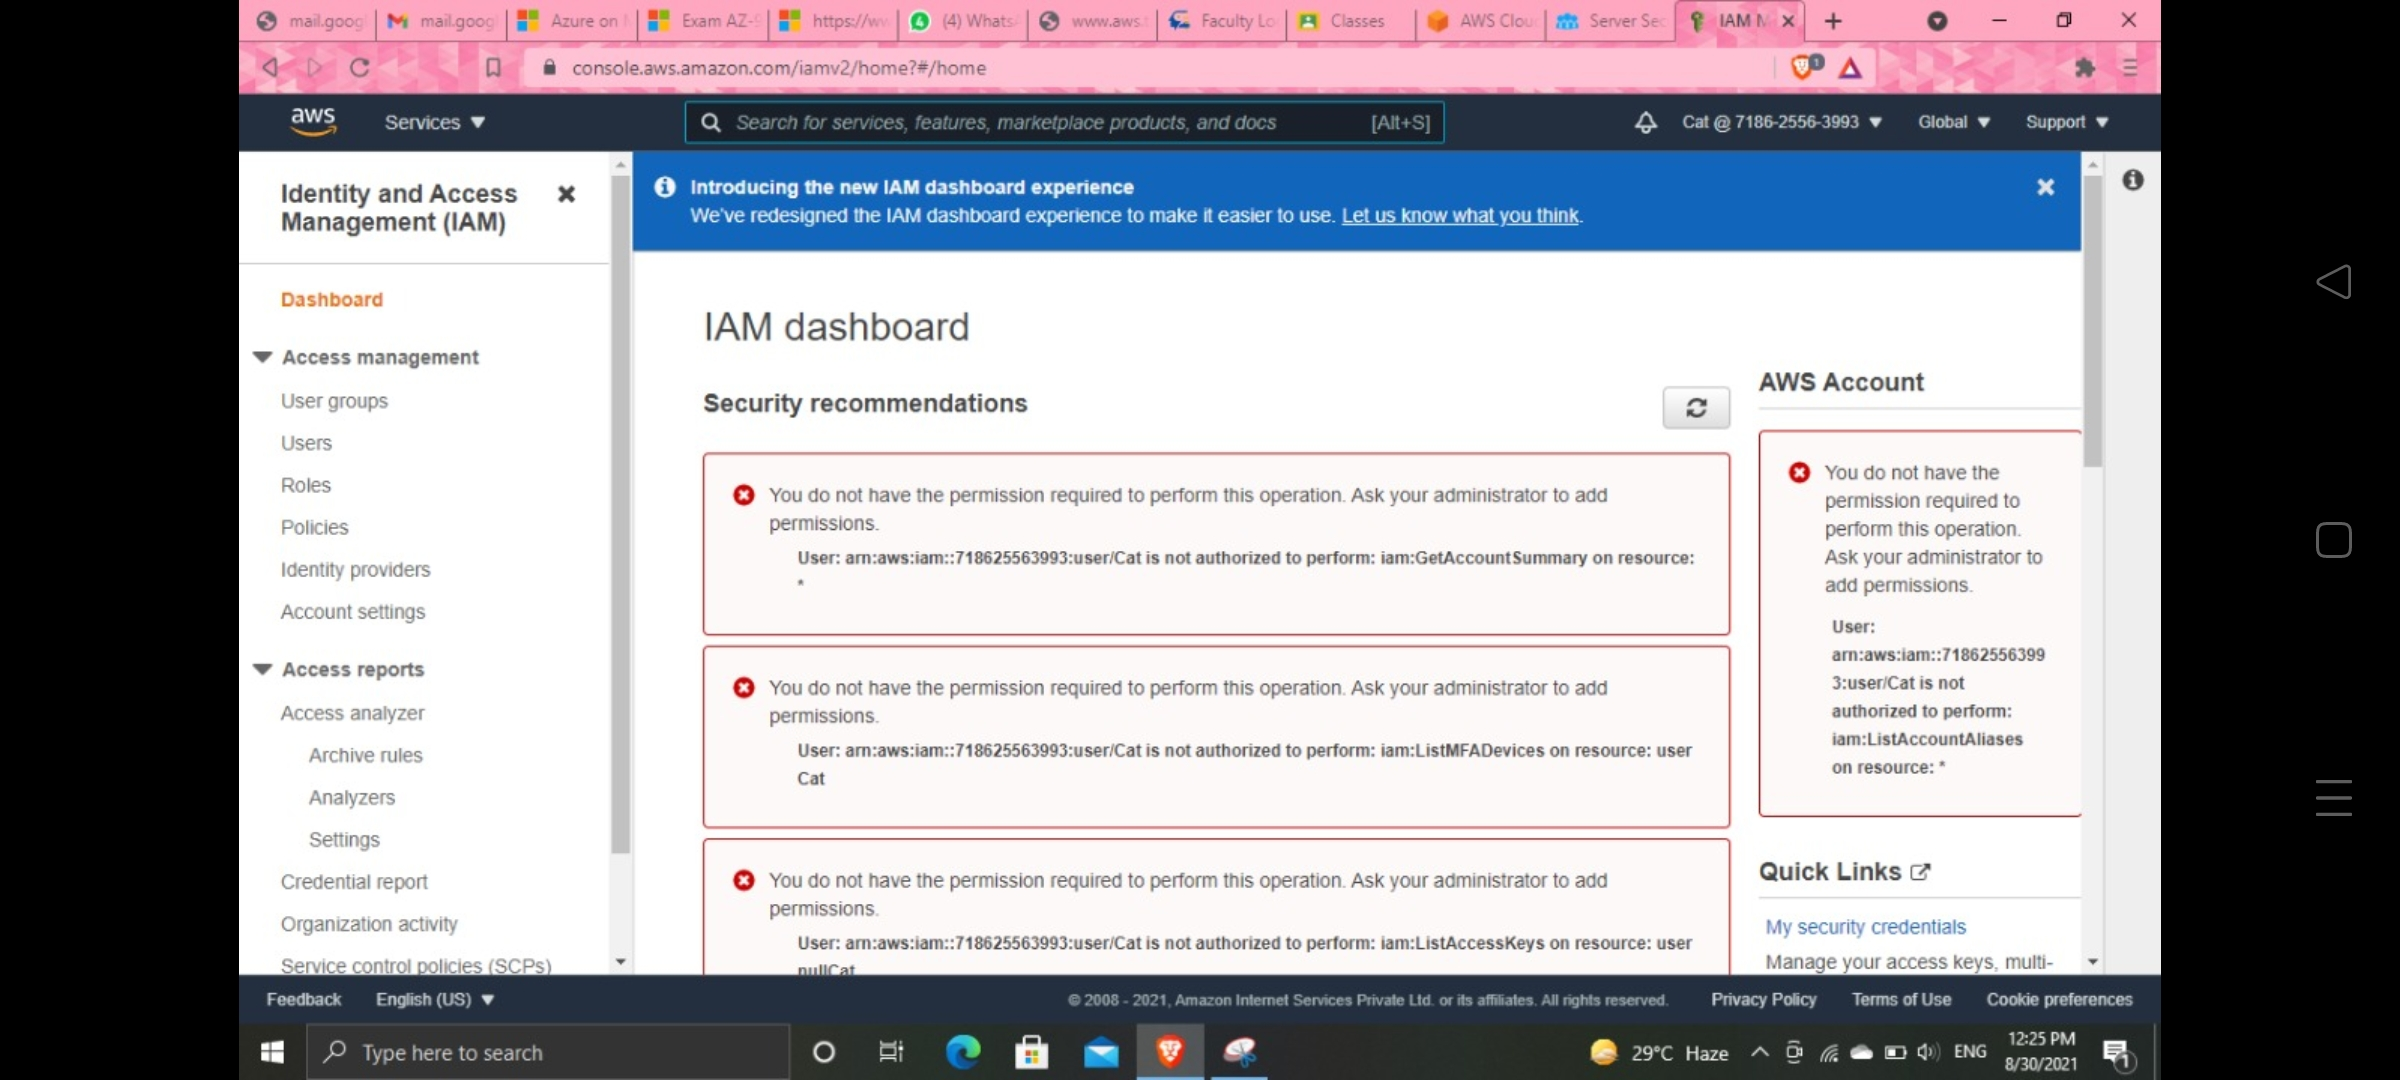 mail.goog
mail.goog
Azure on
Exam AZ-9
https://ww
(4) Whats
www.aws.t
Faculty Lo
Classes
AWS Clou
Server Sec
IAM M
console.aws.amazon.com/iamv2/home?#/home
1
aws
Services
Search for services, features, marketplace products, and docs
[Alt+S]
Cat @ 7186-2556-3993
Global
Support
Identity and Access
Management (IAM)
Dashboard
Access management
User groups
Users
Roles
Policies
Identity providers
Account settings
Access reports
Access analyzer
Archive rules
Analyzers
Settings
Credential report
Organization activity
Service control policies (SCPs)
Introducing the new IAM dashboard experience
We've redesigned the IAM dashboard experience to make it easier to use. Let us know what you think.
IAM dashboard
Security recommendations
You do not have the permission required to perform this operation. Ask your administrator to add
permissions.
User: arn:aws:iam::718625563993:user/Cat is not authorized to perform: iam:GetAccountSummary on resource:
*
You do not have the permission required to perform this operation. Ask your administrator to add
permissions.
User: arn:aws:iam::718625563993:user/Cat is not authorized to perform: iam:ListMFADevices on resource: user
Cat
You do not have the permission required to perform this operation. Ask your administrator to add
permissions.
User: arn:aws:iam::718625563993:user/Cat is not authorized to perform: iam:ListAccessKeys on resource: user
nullCat
AWS Account
You do not have the
permission required to
perform this operation.
Ask your administrator to
add permissions.
User:
arn:aws:iam::71862556399
3:user/Cat is not
authorized to perform:
iam:ListAccountAliases
on resource: *
Quick Links
My security credentials
Manage your access keys, multi-
Feedback
English (US)
© 2008 - 2021, Amazon Internet Services Private Ltd. or its affiliates. All rights reserved.
Privacy Policy
Terms of Use
Cookie preferences
Type here to search
29°C Haze
ENG
12:25 PM
8/30/2021
1